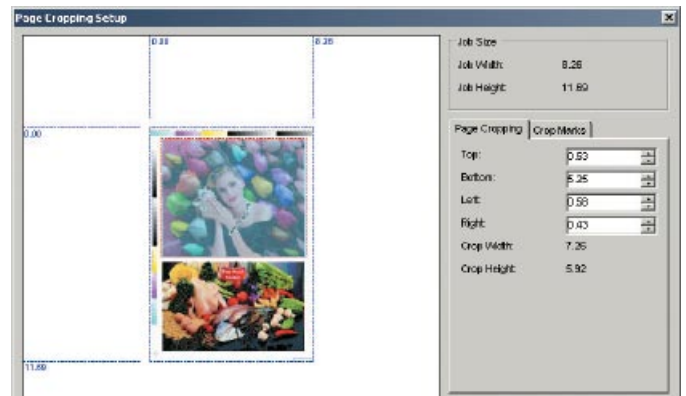 Page Cropping Setup
0.00
8.26
0.00
11.69
Job Size
Job Width: 8.26
Job Height: 11.69
Page Cropping
Crop Marks
Top: 0.53
Bottom: 5.25
Left: 0.58
Right: 0.43
Crop Width: 7.26
Crop Height: 5.92